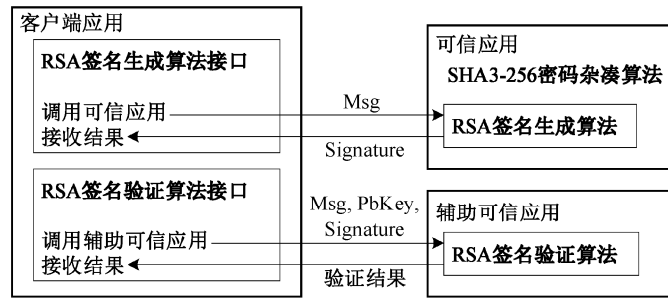 客户端应用
RSA签名生成算法接口
调用可信应用
接收结果
Msg
Signature
可信应用
SHA3-256密码杂凑算法
RSA签名生成算法
RSA签名验证算法接口
调用辅助可信应用
接收结果
Msg, PbKey,
Signature
验证结果
辅助可信应用
RSA签名验证算法